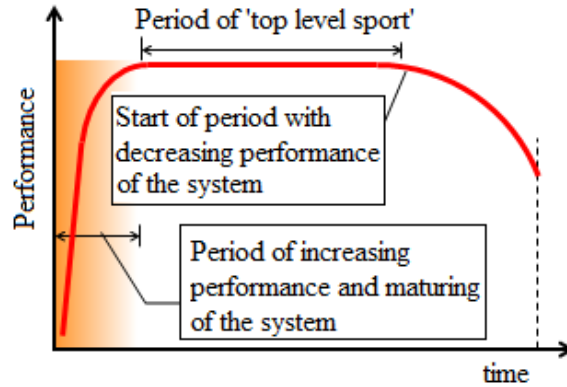 Period of 'top level sport'
Performance
Start of period with
decreasing performance
of the system
Period of increasing
performance and maturing
of the system
time